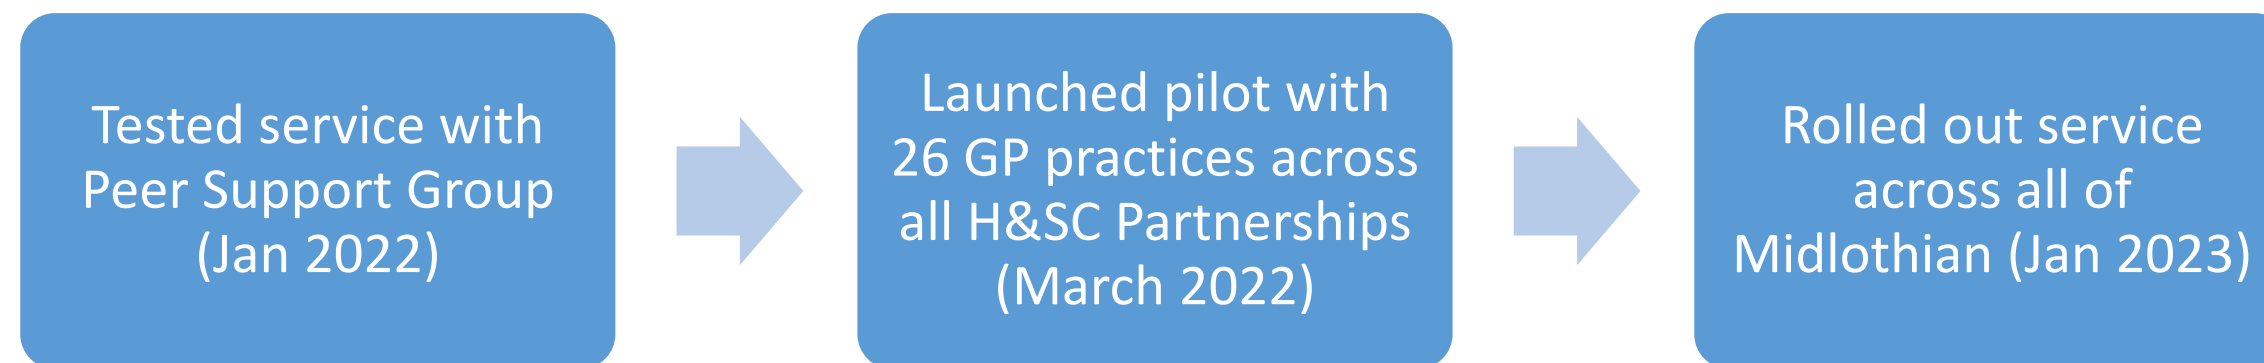 Tested service with
Peer Support Group
(Jan 2022)
Launched pilot with
26 GP practices across
all H&SC Partnerships
(March 2022)
Rolled out service
across all of
Midlothian (Jan 2023)